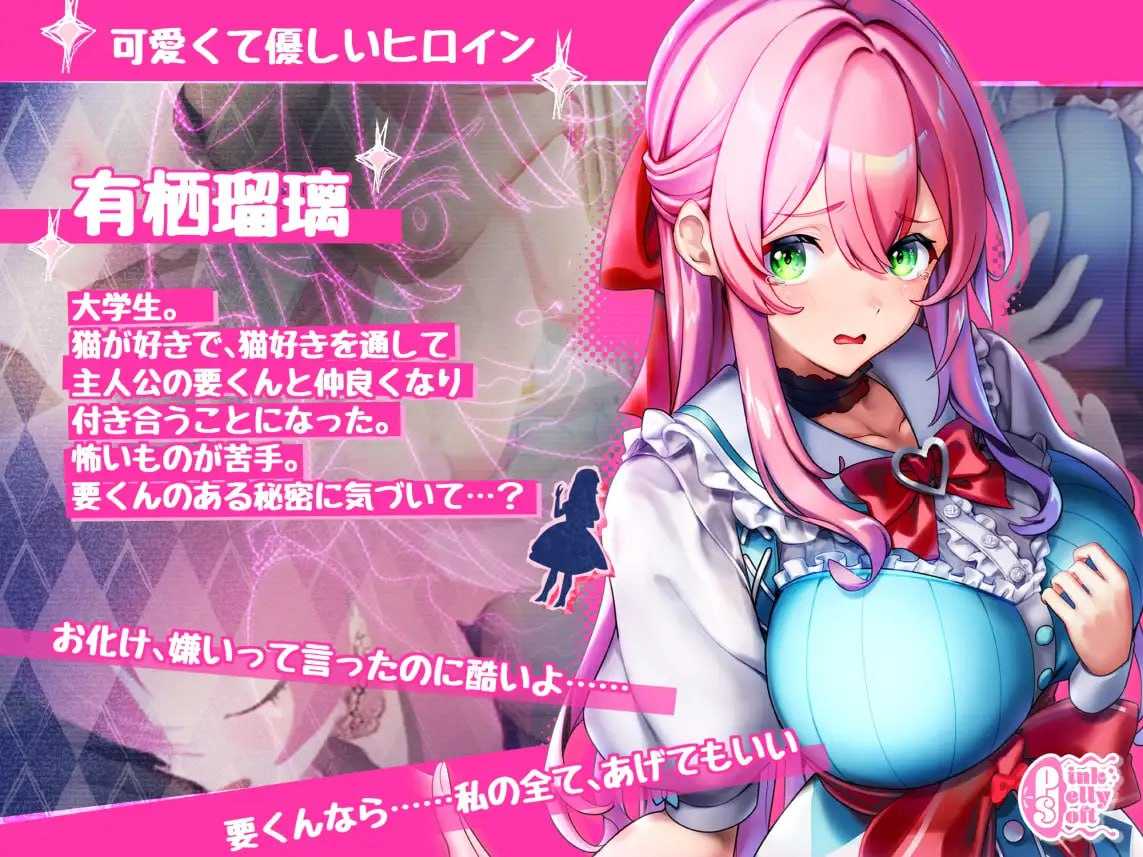 可愛くて優しいヒロイン
有栖瑠璃
大学生。
猫が好きで、猫好きを通して
主人公の要くんと仲良くなり
付き合うことになった。
怖いものが苦手。
要くんのある秘密に気づいて…？
お化け、嫌いって言ったのに酷いよ……
要くんなら……私の全て、あげてもいい
Pink
Jelly
Soft